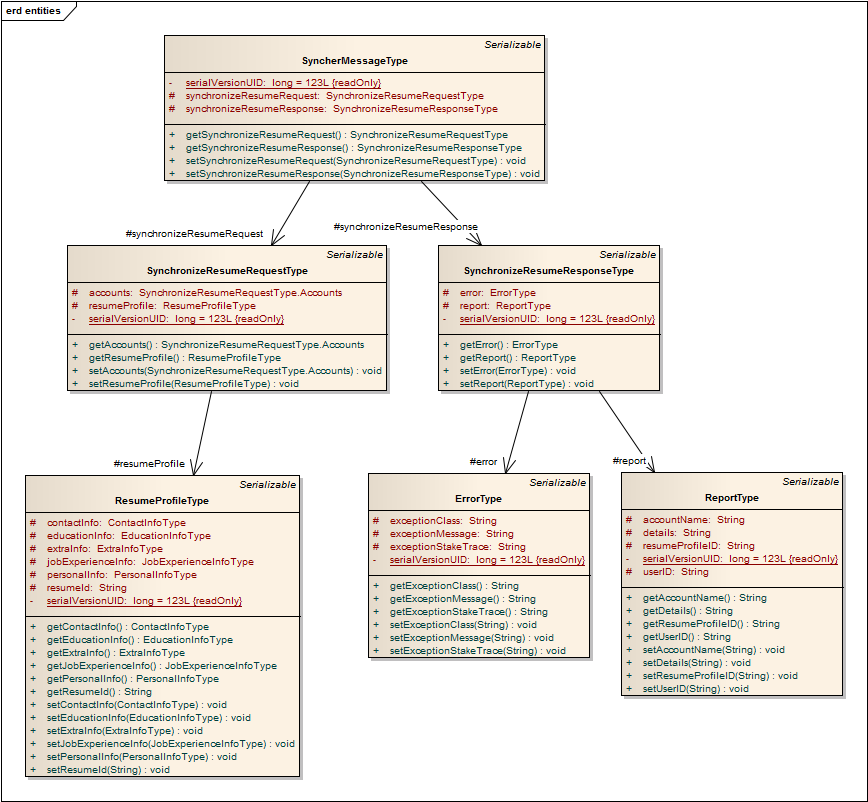 erd entities
Serializable
SyncherMessageType
- serialVersionUID: long = 123L {readOnly}
# synchronizeResumeRequest: SynchronizeResumeRequestType
# synchronizeResumeResponse: SynchronizeResumeResponseType
+ getSynchronizeResumeRequest() : SynchronizeResumeRequestType
+ getSynchronizeResumeResponse() : SynchronizeResumeResponseType
+ setSynchronizeResumeRequest(SynchronizeResumeRequestType) : void
+ setSynchronizeResumeResponse(SynchronizeResumeResponseType) : void
#synchronizeResumeRequest
#synchronizeResumeResponse
Serializable
SynchronizeResumeRequestType
# accounts: SynchronizeResumeRequestType.Accounts
# resumeProfile: ResumeProfileType
- serialVersionUID: long = 123L {readOnly}
+ getAccounts() : SynchronizeResumeRequestType.Accounts
+ getResumeProfile() : ResumeProfileType
+ setAccounts(SynchronizeResumeRequestType.Accounts) : void
+ setResumeProfile(ResumeProfileType) : void
Serializable
SynchronizeResumeResponseType
# error: ErrorType
# report: ReportType
- serialVersionUID: long = 123L {readOnly}
+ getError() : ErrorType
+ getReport() : ReportType
+ setError(ErrorType) : void
+ setReport(ReportType) : void
#resumeProfile
#error
#report
Serializable
ResumeProfileType
# contactInfo: ContactInfoType
# educationInfo: EducationInfoType
# extraInfo: ExtraInfoType
# jobExperienceInfo: JobExperienceInfoType
# personalInfo: PersonalInfoType
# resumeId: String
- serialVersionUID: long = 123L {readOnly}
+ getContactInfo() : ContactInfoType
+ getEducationInfo() : EducationInfoType
+ getExtraInfo() : ExtraInfoType
+ getJobExperienceInfo() : JobExperienceInfoType
+ getPersonalInfo() : PersonalInfoType
+ getResumeId() : String
+ setContactInfo(ContactInfoType) : void
+ setEducationInfo(EducationInfoType) : void
+ setExtraInfo(ExtraInfoType) : void
+ setJobExperienceInfo(JobExperienceInfoType) : void
+ setPersonalInfo(PersonalInfoType) : void
+ setResumeId(String) : void
Serializable
ErrorType
# exceptionClass: String
# exceptionMessage: String
# exceptionStakeTrace: String
- serialVersionUID: long = 123L {readOnly}
+ getExceptionClass() : String
+ getExceptionMessage() : String
+ getExceptionStakeTrace() : String
+ setExceptionClass(String) : void
+ setExceptionMessage(String) : void
+ setExceptionStakeTrace(String) : void
Serializable
ReportType
# accountName: String
# details: String
# resumeProfileID: String
- serialVersionUID: long = 123L {readOnly}
# userID: String
+ getAccountName() : String
+ getDetails() : String
+ getResumeProfileID() : String
+ getUserID() : String
+ setAccountName(String) : void
+ setDetails(String) : void
+ setResumeProfileID(String) : void
+ setUserID(String) : void